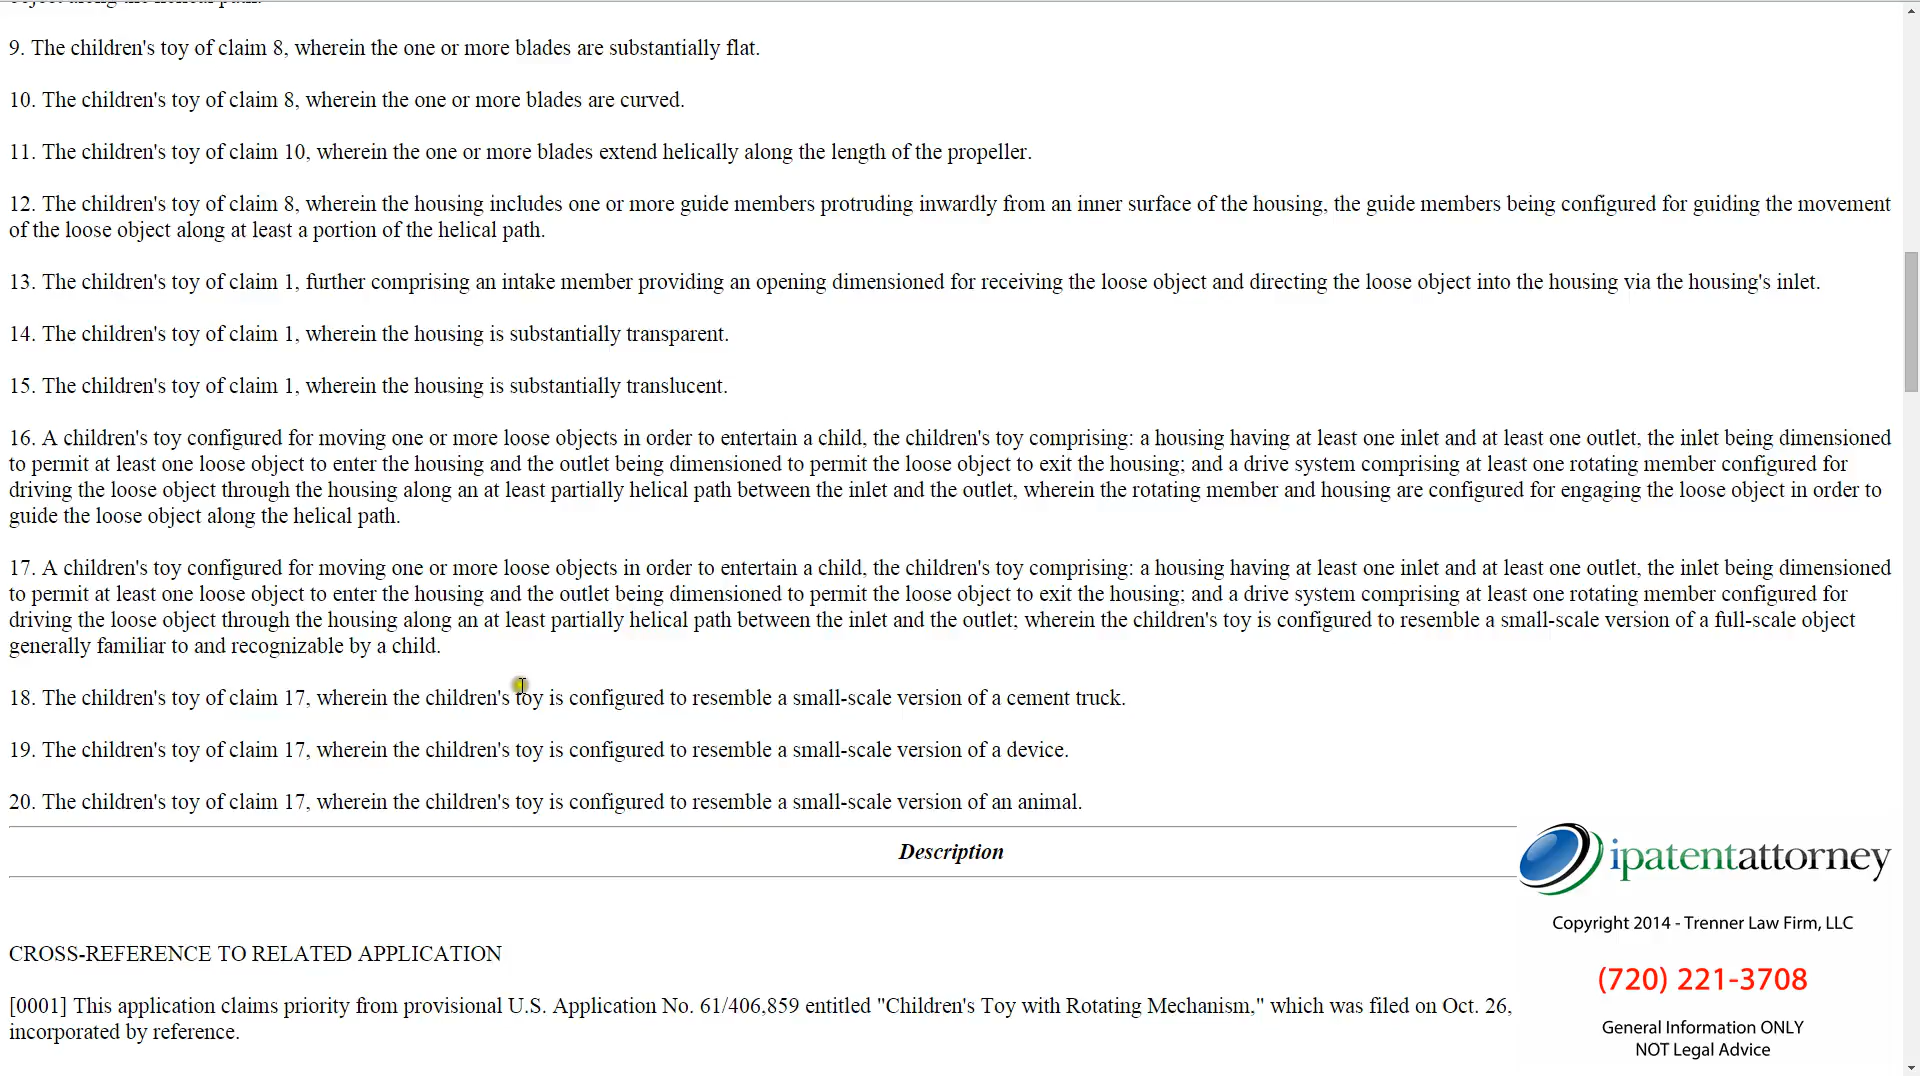 object along the helical path.
9. The children's toy of claim 8, wherein the one or more blades are substantially flat.
10. The children's toy of claim 8, wherein the one or more blades are curved.
11. The children's toy of claim 10, wherein the one or more blades extend helically along the length of the propeller.
12. The children's toy of claim 8, wherein the housing includes one or more guide members protruding inwardly from an inner surface of the housing, the guide members being configured for guiding the movement
of the loose object along at least a portion of the helical path.
13. The children's toy of claim 1, further comprising an intake member providing an opening dimensioned for receiving the loose object and directing the loose object into the housing via the housing's inlet.
14. The children's toy of claim 1, wherein the housing is substantially transparent.
15. The children's toy of claim 1, wherein the housing is substantially translucent.
16. A children's toy configured for moving one or more loose objects in order to entertain a child, the children's toy comprising: a housing having at least one inlet and at least one outlet, the inlet being dimensioned
to permit at least one loose object to enter the housing and the outlet being dimensioned to permit the loose object to exit the housing; and a drive system comprising at least one rotating member configured for
driving the loose object through the housing along an at least partially helical path between the inlet and the outlet, wherein the rotating member and housing are configured for engaging the loose object in order to
guide the loose object along the helical path.
17. A children's toy configured for moving one or more loose objects in order to entertain a child, the children's toy comprising: a housing having at least one inlet and at least one outlet, the inlet being dimensioned
to permit at least one loose object to enter the housing and the outlet being dimensioned to permit the loose object to exit the housing; and a drive system comprising at least one rotating member configured for
driving the loose object through the housing along an at least partially helical path between the inlet and the outlet; wherein the children's toy is configured to resemble a small-scale version of a full-scale object
generally familiar to and recognizable by a child.
18. The children's toy of claim 17, wherein the children's toy is configured to resemble a small-scale version of a cement truck.
19. The children's toy of claim 17, wherein the children's toy is configured to resemble a small-scale version of a device.
20. The children's toy of claim 17, wherein the children's toy is configured to resemble a small-scale version of an animal.
Description
ipatentattorney
Copyright 2014 - Trenner Law Firm, LLC
(720) 221-3708
General Information ONLY
NOT Legal Advice
CROSS-REFERENCE TO RELATED APPLICATION
[0001] This application claims priority from provisional U.S. Application No. 61/406,859 entitled "Children's Toy with Rotating Mechanism," which was filed on Oct. 26,
incorporated by reference.